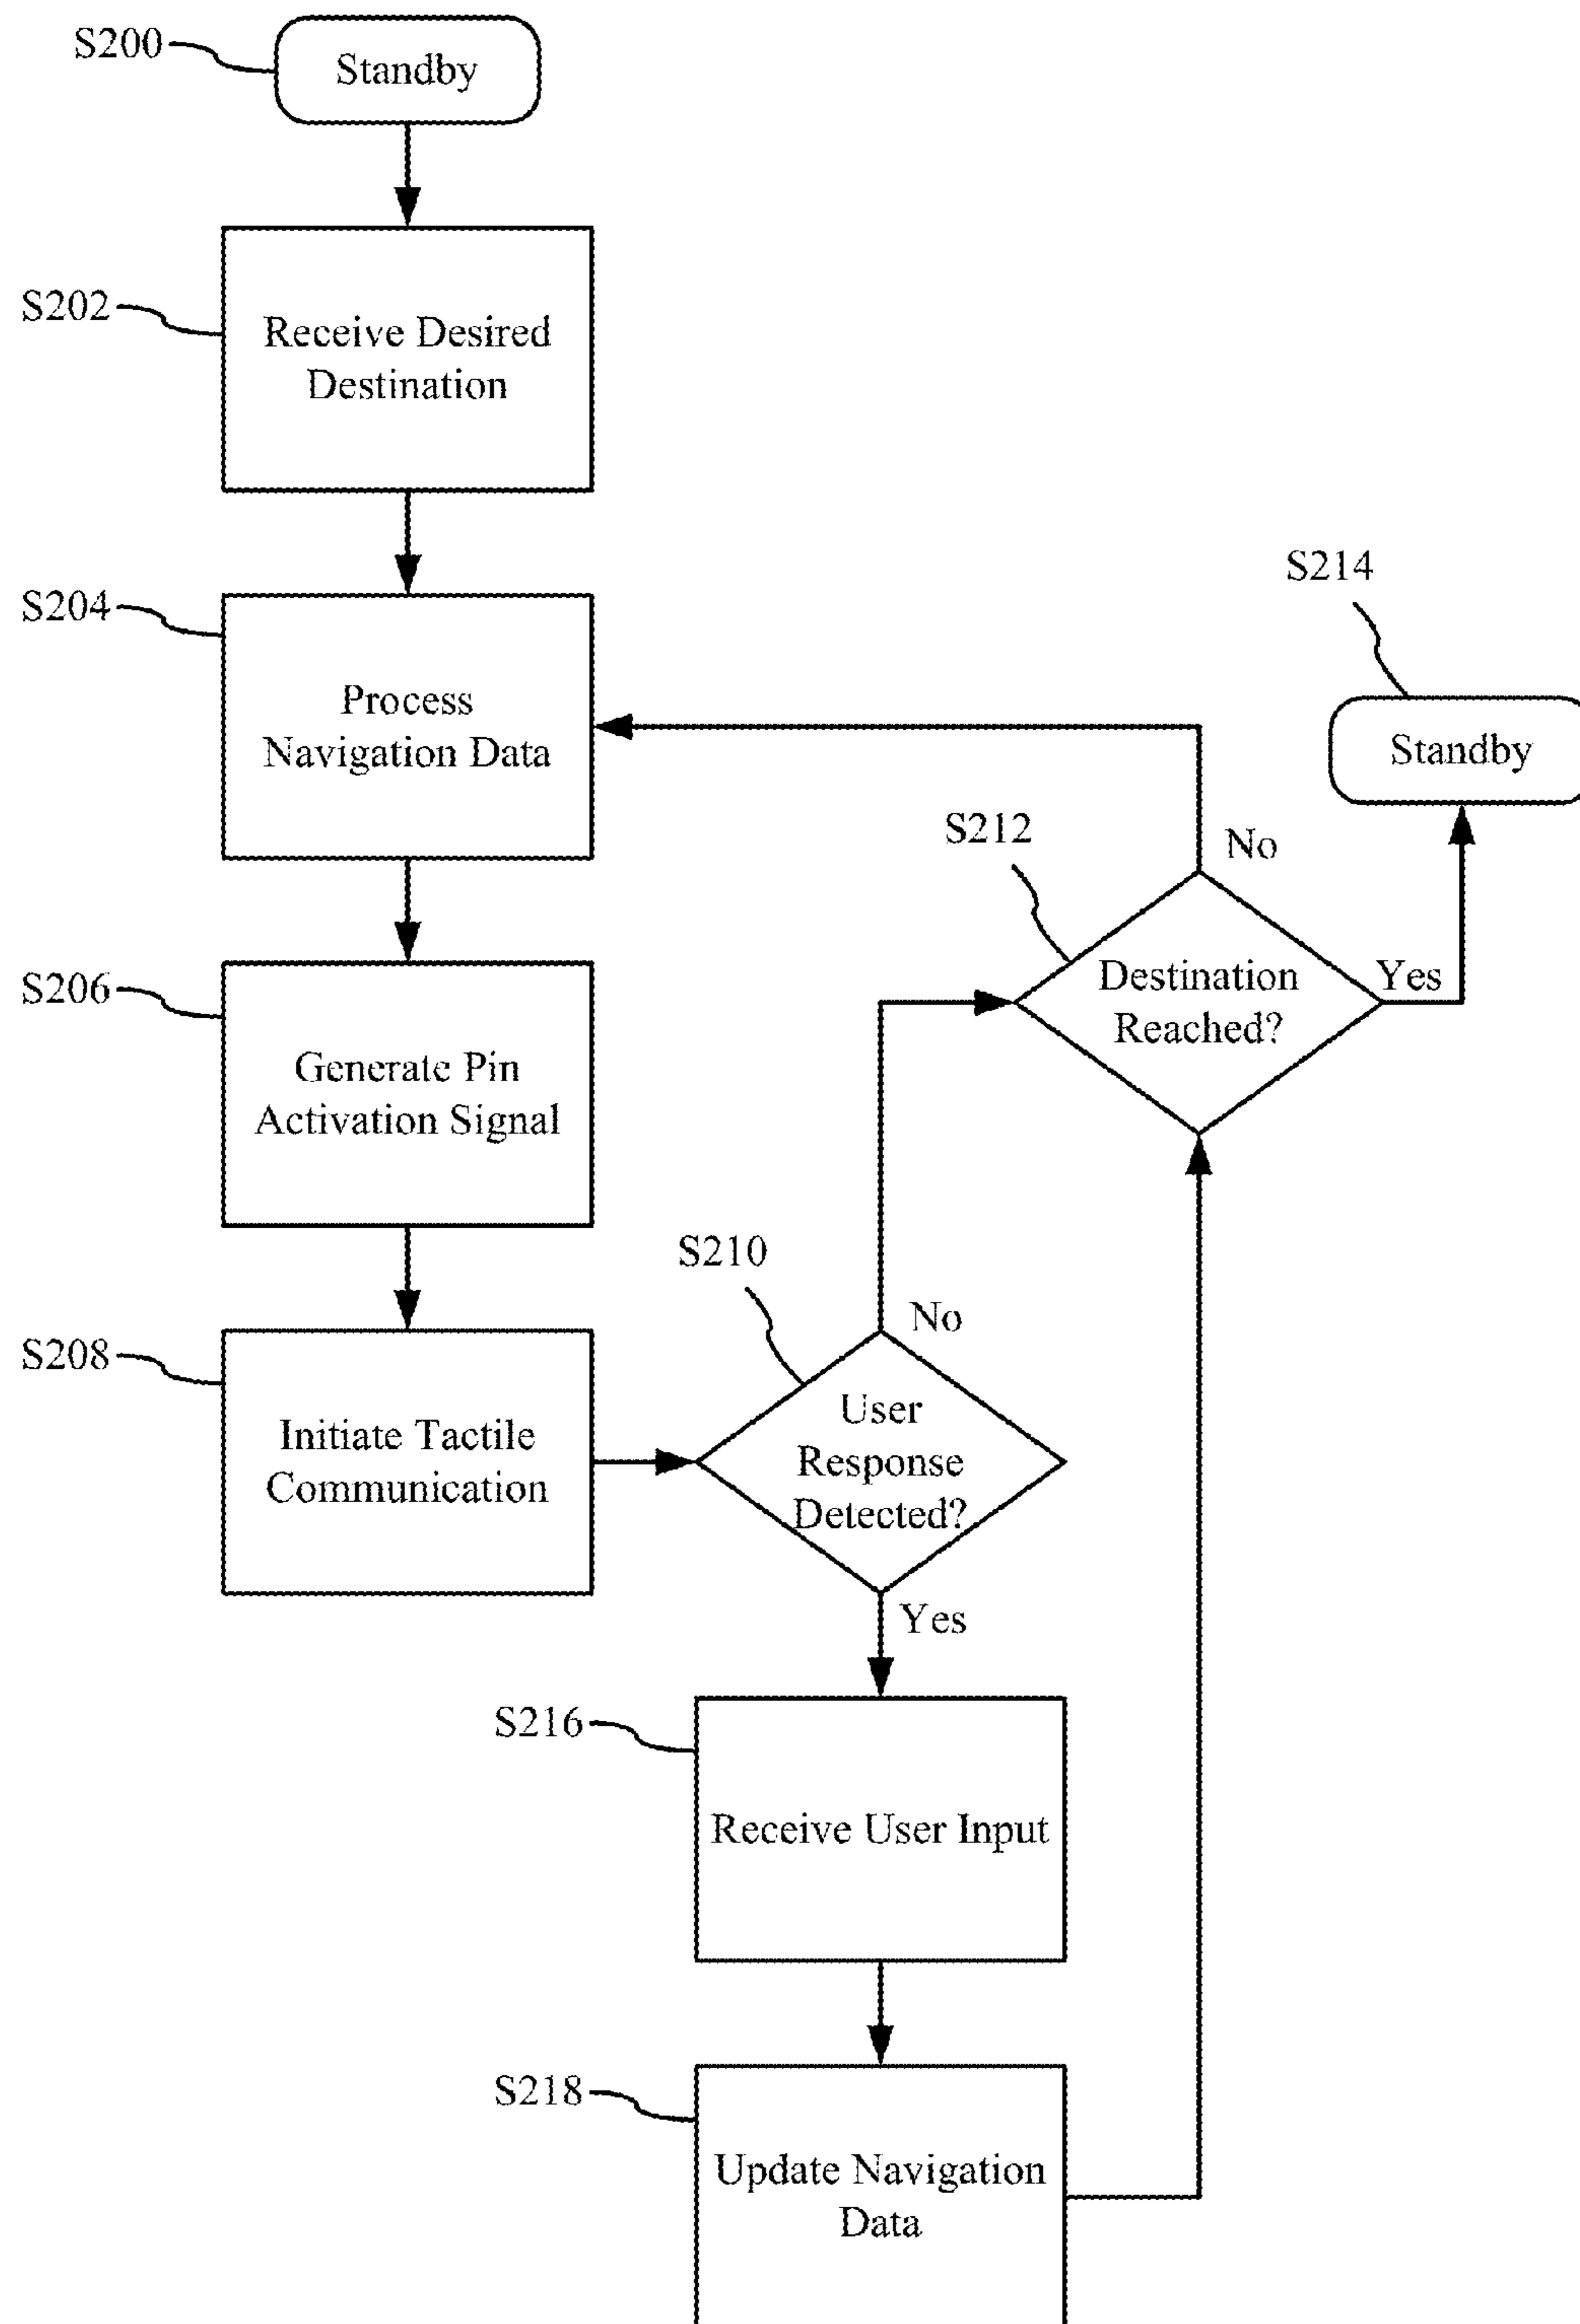 S200
Standby
S202
Receive Desired
Destination
S204
Process
Navigation Data
S214
Standby
S212
No
Destination
Reached?
Yes
S206
Generate Pin
Activation Signal
S210
No
S208
Initiate Tactile
Communication
User
Response
Detected?
Yes
S216
Receive User Input
S218
Update Navigation
Data